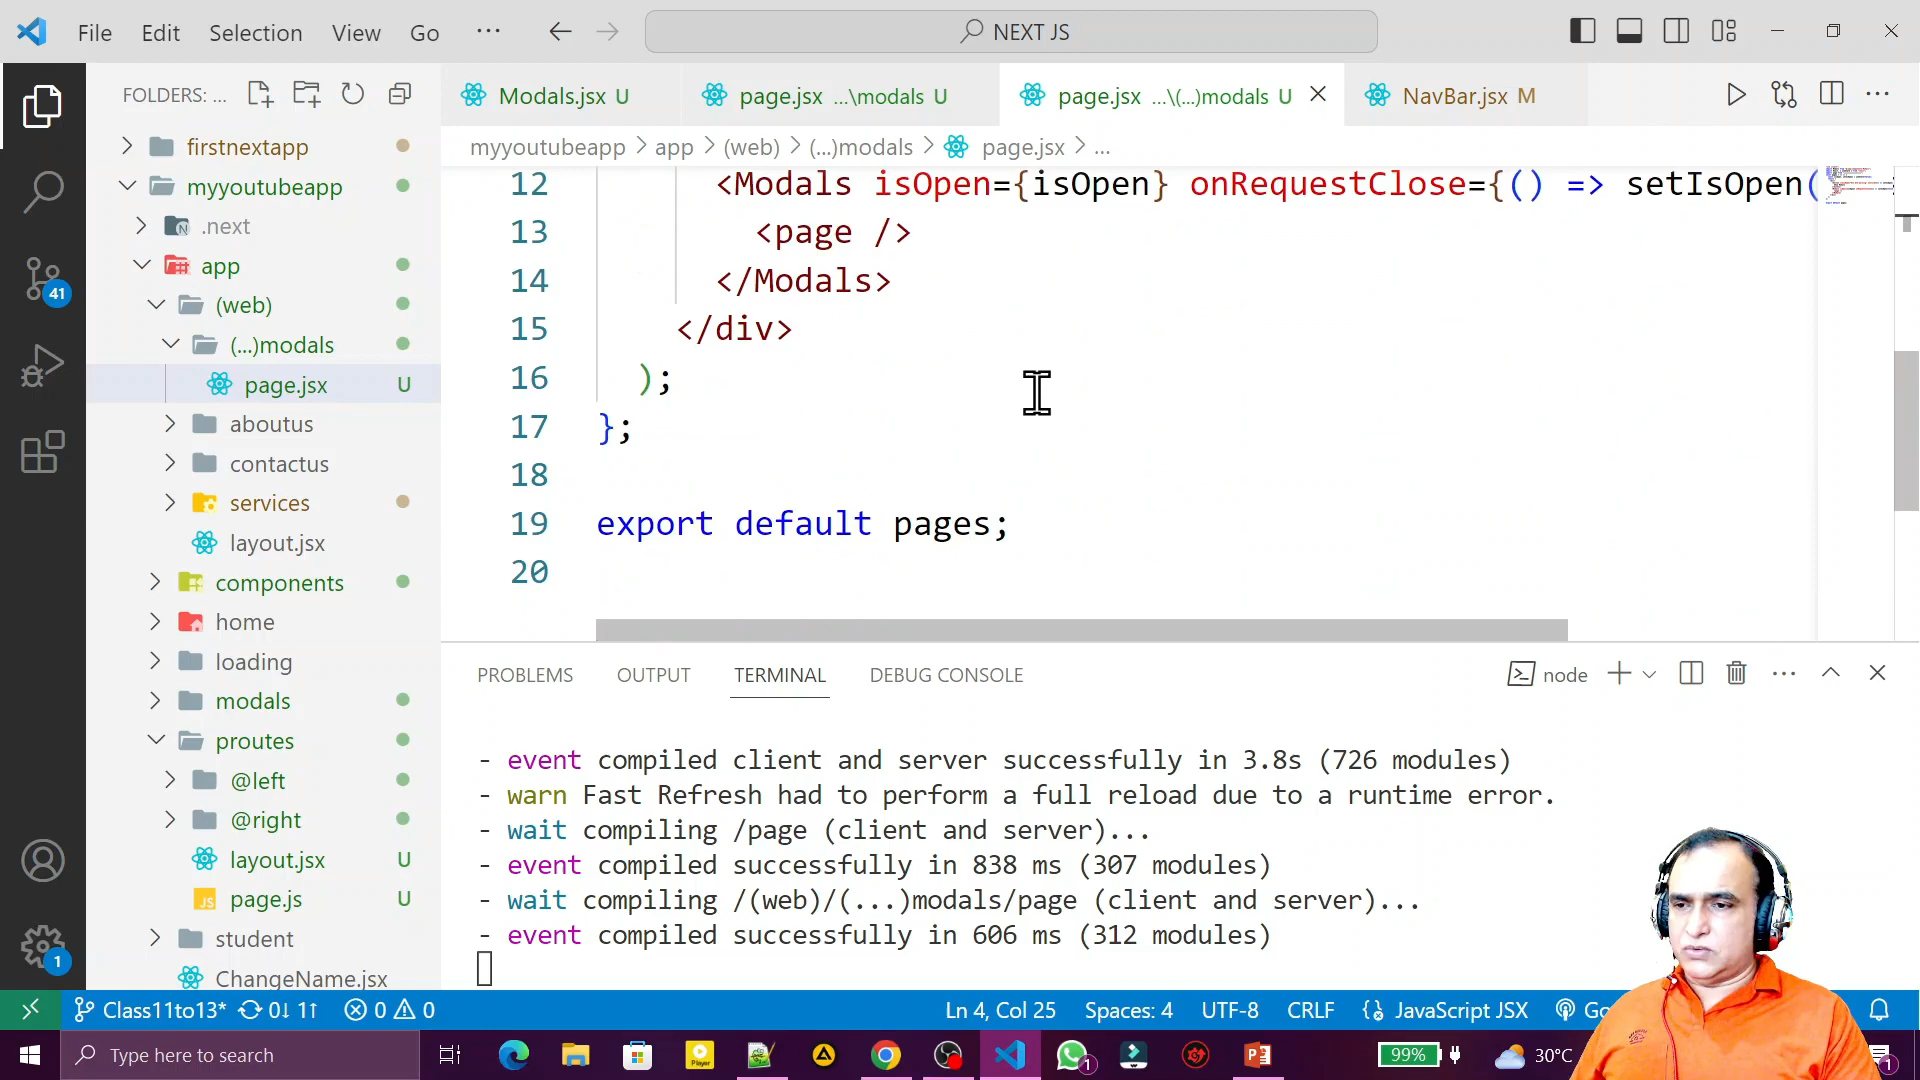 File Edit Selection View Go ... NEXT JS
FOLDERS: ...
Modals.jsx U
page.jsx ...\modals U
page.jsx ...\(...)modals U
NavBar.jsx M
myyoutubeapp > app > (web) > (...)modals > page.jsx > ...
firstnextapp
myyoutubeapp
.next
app
(web)
(...)modals
page.jsx U
aboutus
contactus
services
layout.jsx
components
home
loading
modals
proutes
@left
@right
layout.jsx U
page.js U
student
ChangeName.jsx
41
1
12 <Modals isOpen={isOpen} onRequestClose={() => setIsOpen(
13 <page />
14 </Modals>
15 </div>
16 );
17 };
18
19 export default pages;
20
PROBLEMS OUTPUT TERMINAL DEBUG CONSOLE
node
- event compiled client and server successfully in 3.8s (726 modules)
- warn Fast Refresh had to perform a full reload due to a runtime error.
- wait compiling /page (client and server)...
- event compiled successfully in 838 ms (307 modules)
- wait compiling /(web)/(...)modals/page (client and server)...
- event compiled successfully in 606 ms (312 modules)
Class11to13* 0↓ 1↑ 0 0 Ln 4, Col 25 Spaces: 4 UTF-8 CRLF JavaScript JSX Go
Type here to search
Player
1
99%
30°C
1